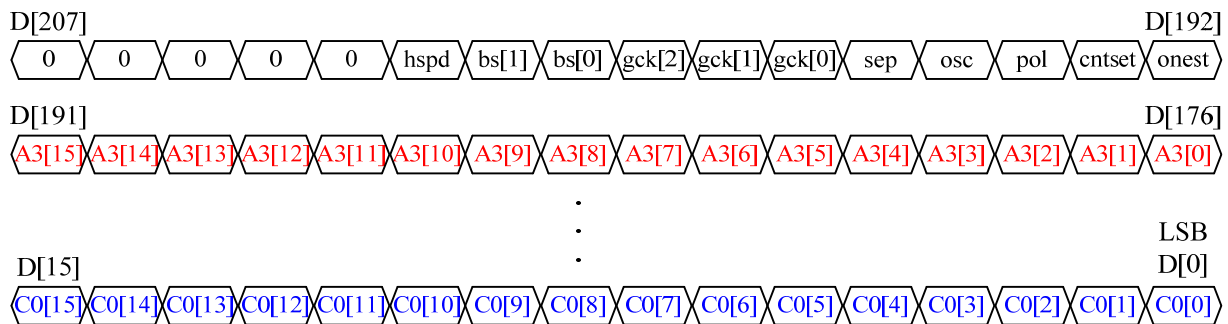 D[207] D[192]
0 0 0 0 0 hspd bs[1] bs[0] gck[2] gck[1] gck[0] sep osc pol cntset onest
D[191] D[176]
A3[15] A3[14] A3[13] A3[12] A3[11] A3[10] A3[9] A3[8] A3[7] A3[6] A3[5] A3[4] A3[3] A3[2] A3[1] A3[0]
LSB
D[15] D[0]
C0[15] C0[14] C0[13] C0[12] C0[11] C0[10] C0[9] C0[8] C0[7] C0[6] C0[5] C0[4] C0[3] C0[2] C0[1] C0[0]